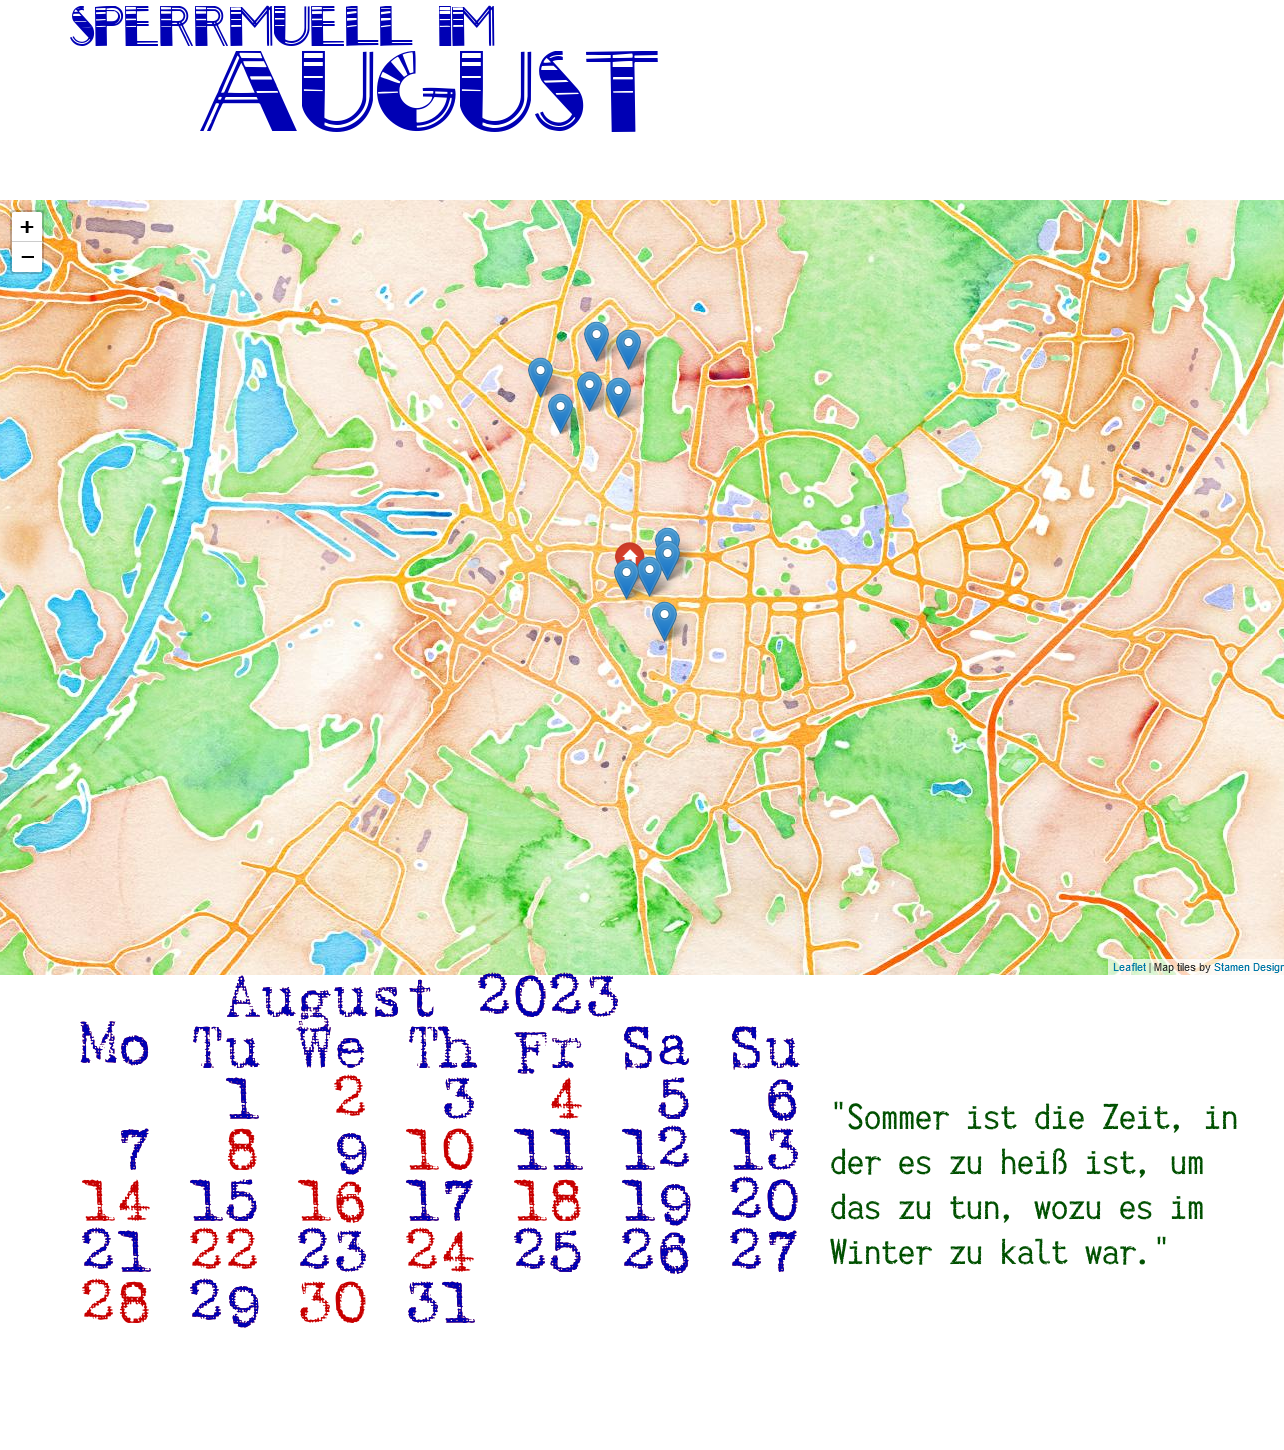 SPERRMUELL IM
AUGUST
+
−
Leaflet | Map tiles by Stamen Design
August 2023
Mo Tu We Th Fr Sa Su
1 2 3 4 5 6
7 8 9 10 11 12 13
14 15 16 17 18 19 20
21 22 23 24 25 26 27
28 29 30 31
"Sommer ist die Zeit, in
der es zu heiß ist, um
das zu tun, wozu es im
Winter zu kalt war."